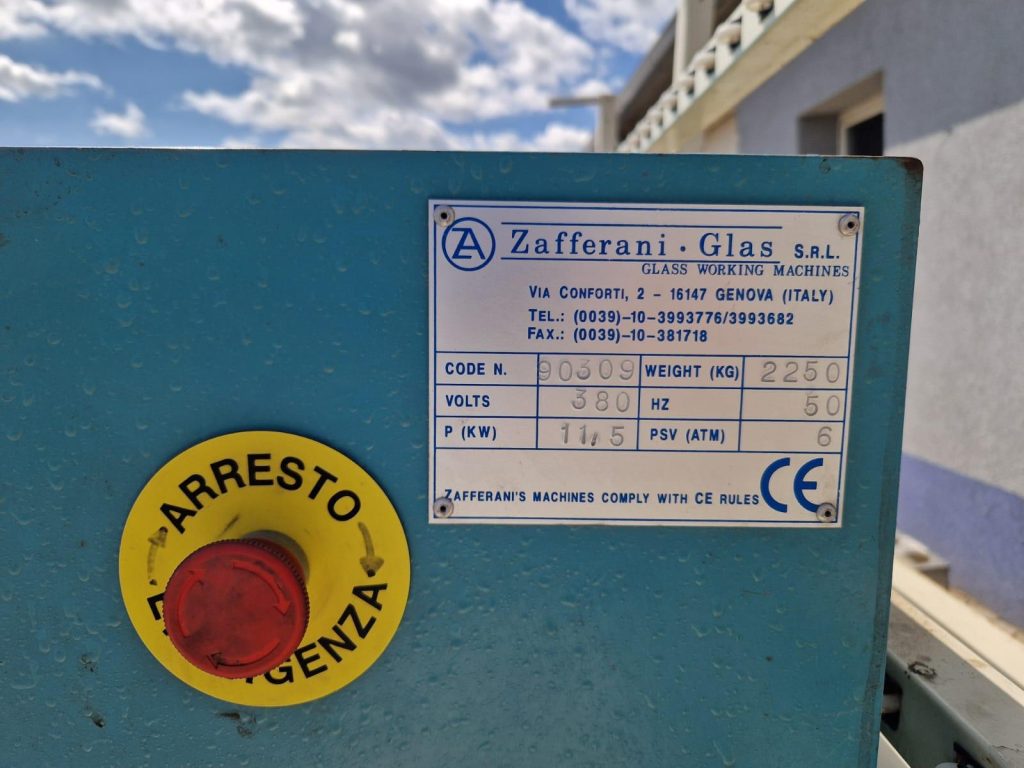 ZA Zafferani · Glas S.R.L.
GLASS WORKING MACHINES
VIA CONFORTI, 2 – 16147 GENOVA (ITALY)
TEL.: (0039)–10–3993776/3993682
FAX.: (0039)–10–381718
CODE N. 90309 WEIGHT (KG) 2250
VOLTS 380 HZ 50
P (KW) 11,5 PSV (ATM) 6
ZAFFERANI'S MACHINES COMPLY WITH CE RULES CE
ARRESTO